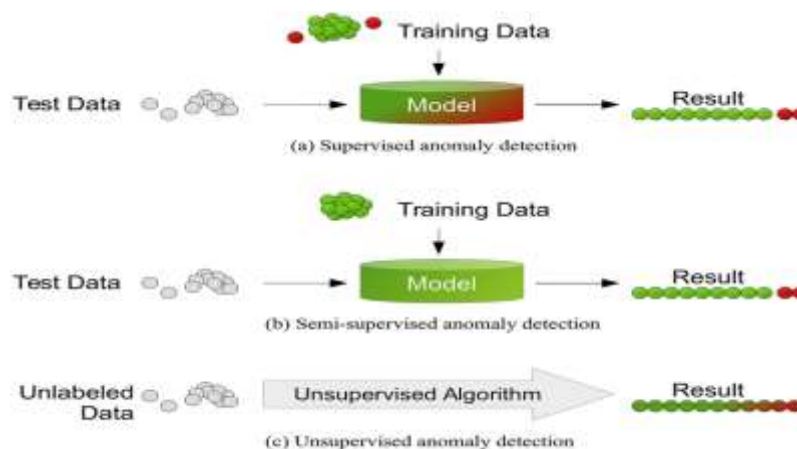 Training Data
Test Data
Model
Result
(a) Supervised anomaly detection
Training Data
Test Data
Model
Result
(b) Semi-supervised anomaly detection
Unlabeled
Data
Unsupervised Algorithm
Result
(c) Unsupervised anomaly detection